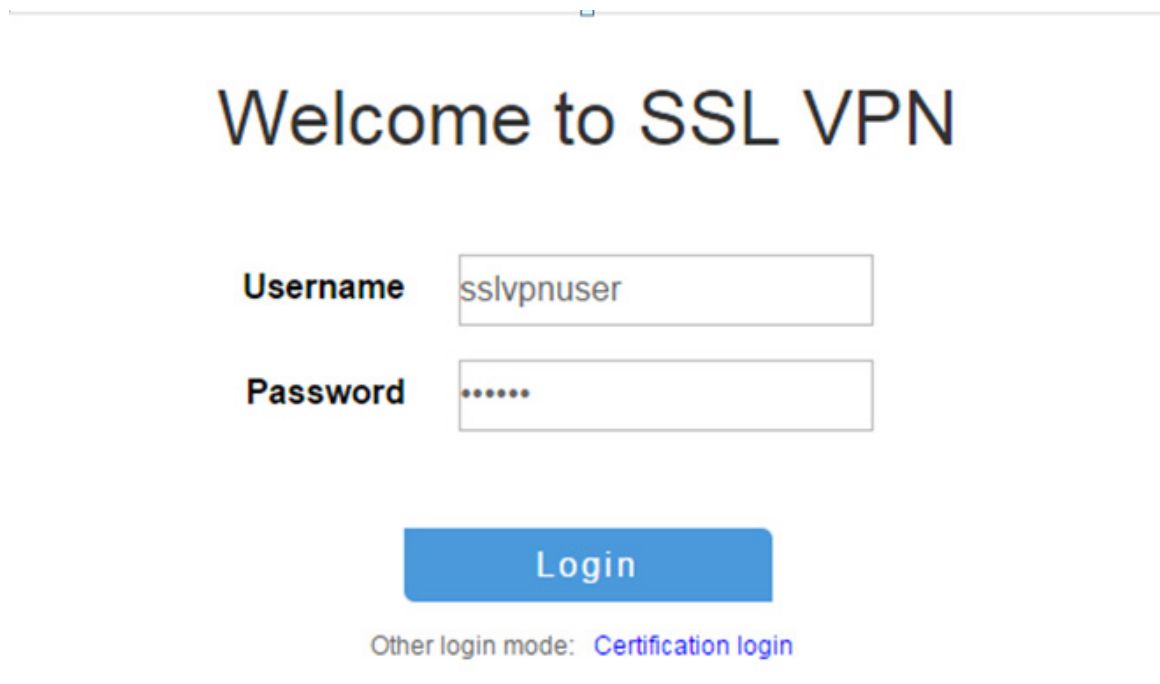 Welcome to SSL VPN
Username sslvpnuser
Password ••••••
Login
Other login mode: Certification login